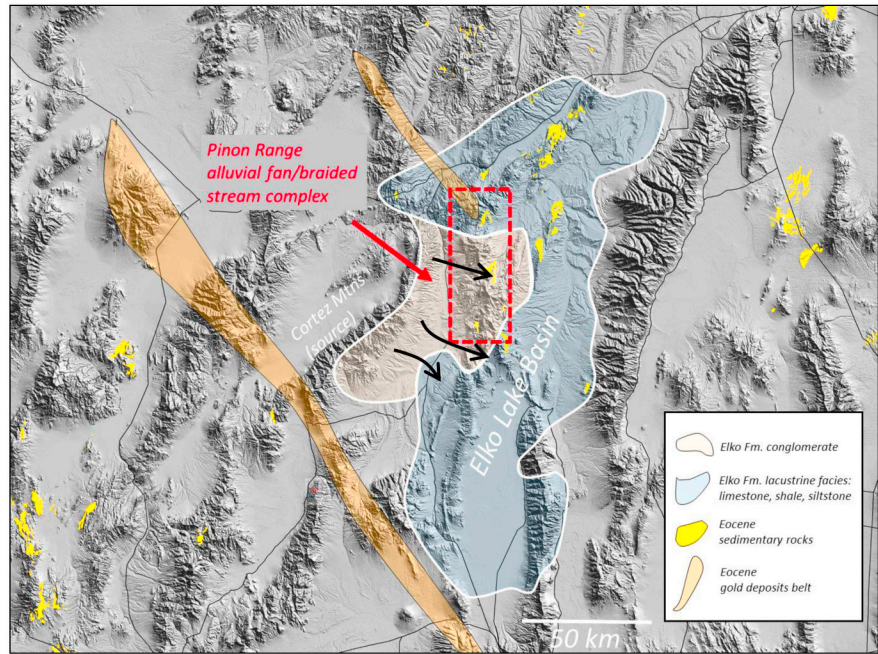 Pinon Range
alluvial fan/braided
stream complex
Cortez Mtns
(source)
Elko Lake Basin
Elko Fm. conglomerate
Elko Fm. lacustrine facies:
limestone, shale, siltstone
Eocene
sedimentary rocks
Eocene
gold deposits belt
50 km